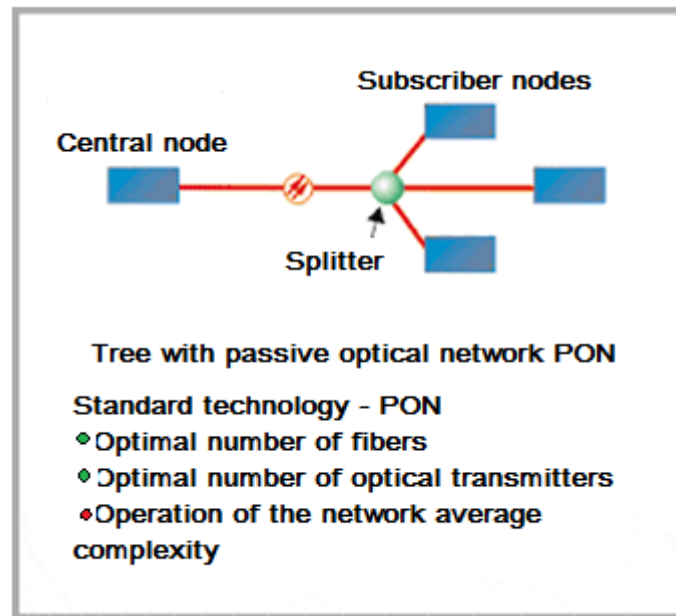 Subscriber nodes
Central node
Splitter
Tree with passive optical network PON
Standard technology - PON
Optimal number of fibers
Optimal number of optical transmitters
Operation of the network average
complexity